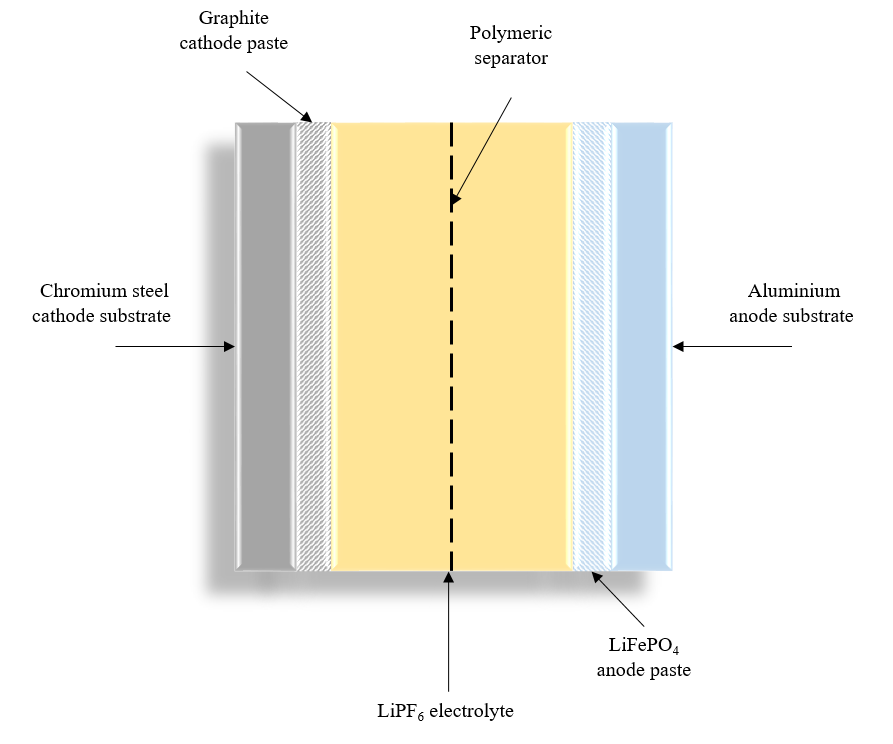 Graphite
cathode paste
Polymeric
separator
Chromium steel
cathode substrate
Aluminium
anode substrate
LiFePO₄
anode paste
LiPF₆ electrolyte